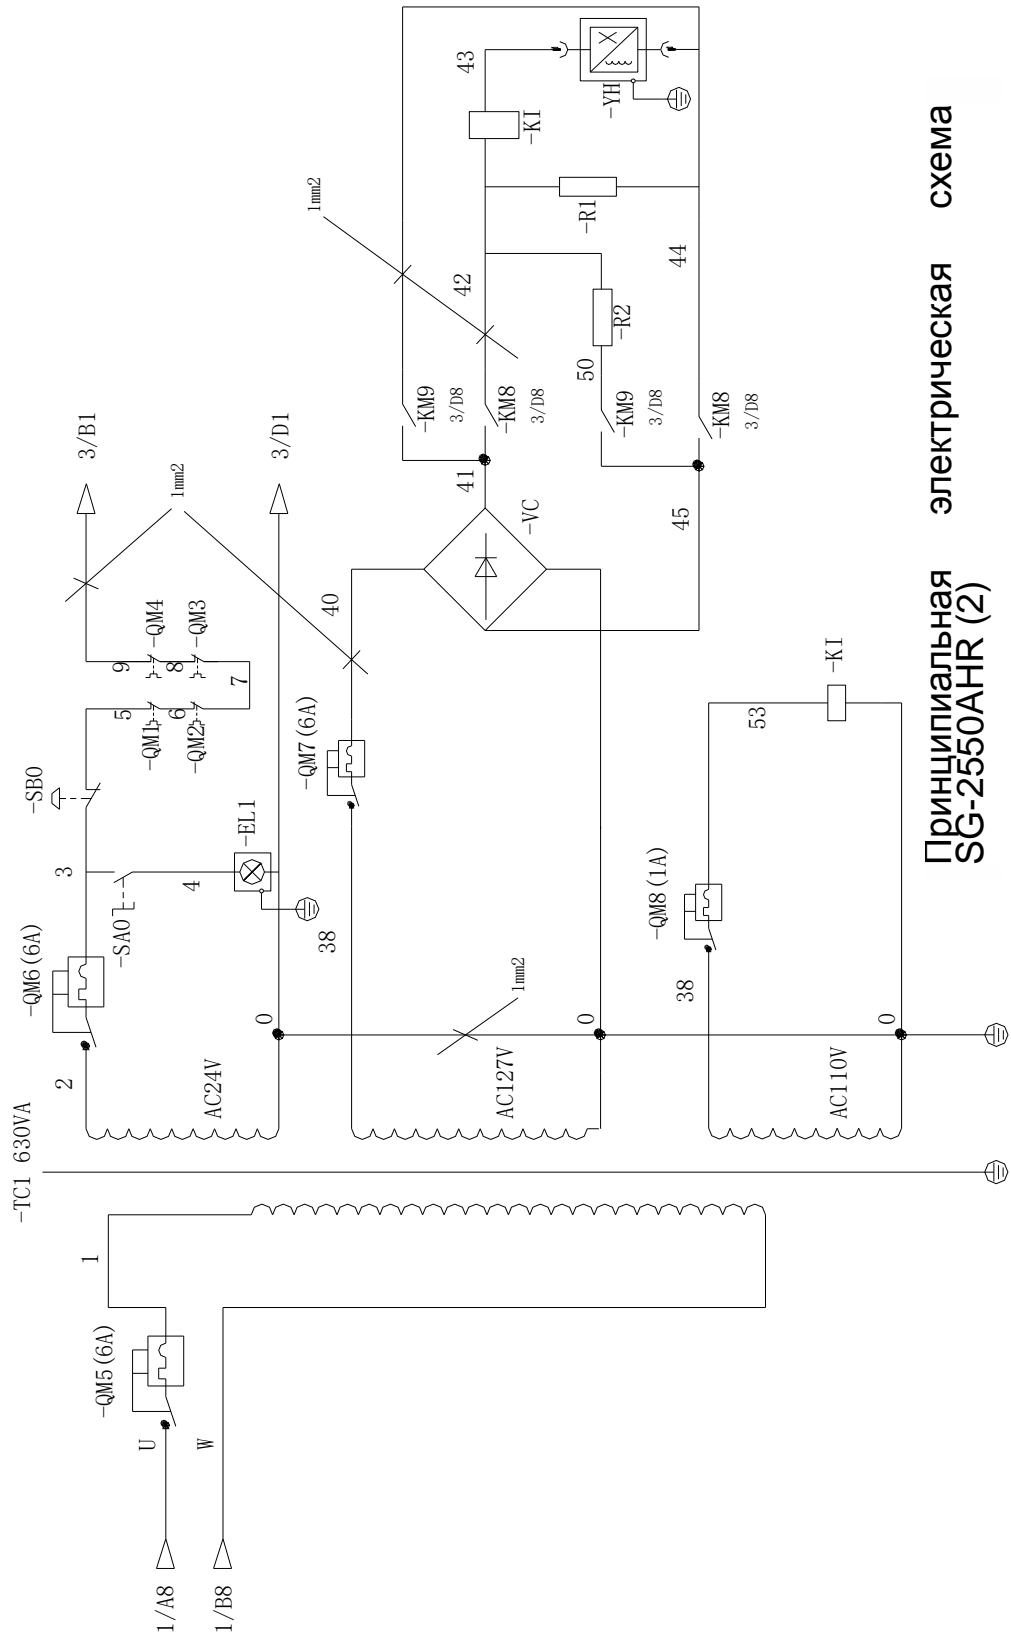 1/A8
1/B8
U
W
-QM5(6A)
1
-TC1 630VA
2
-QM6(6A)
3
-SB0
-SA0
4
-EL1
5
-QM1
6
-QM2
7
8
-QM3
9
-QM4
1mm2
3/B1
3/D1
AC24V
0
38
-QM7(6A)
40
-VC
AC127V
0
1mm2
41
45
-KM9
3/D8
-KM8
3/D8
-KM9
3/D8
-KM8
3/D8
50
-R2
42
44
1mm2
-R1
-KI
43
-YH
AC110V
0
38
-QM8(1A)
53
-KI
Принципиальная электрическая схема
SG-2550AHR (2)